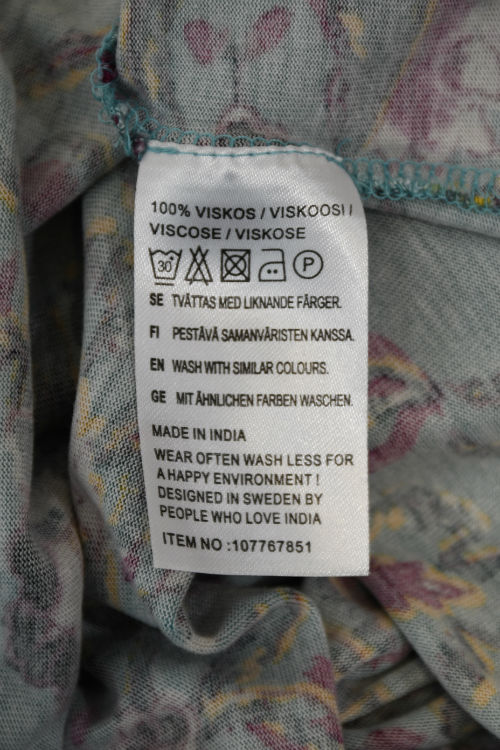 100% VISKOS / VISKOOSI /
VISCOSE / VISKOSE
30° P
SE TVÄTTAS MED LIKNANDE FÄRGER.
FI PESTÄVÄ SAMANVÄRISTEN KANSSA.
EN WASH WITH SIMILAR COLOURS.
GE MIT ÄHNLICHEN FARBEN WASCHEN.
MADE IN INDIA
WEAR OFTEN WASH LESS FOR
A HAPPY ENVIRONMENT !
DESIGNED IN SWEDEN BY
PEOPLE WHO LOVE INDIA
ITEM NO :107767851